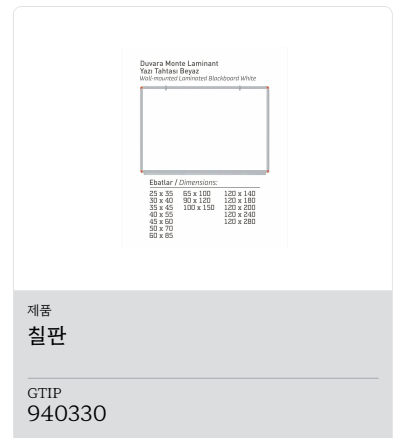 Duvara Monte Laminant
Yazı Tahtası Beyaz
Wall-mounted Laminated Blackboard White
Ebatlar / Dimensions:
25 x 35 65 x 100 120 x 140
30 x 40 90 x 120 120 x 180
35 x 45 100 x 150 120 x 200
40 x 55 120 x 240
45 x 60 120 x 280
50 x 70
60 x 85
제품
칠판
GTIP
940330